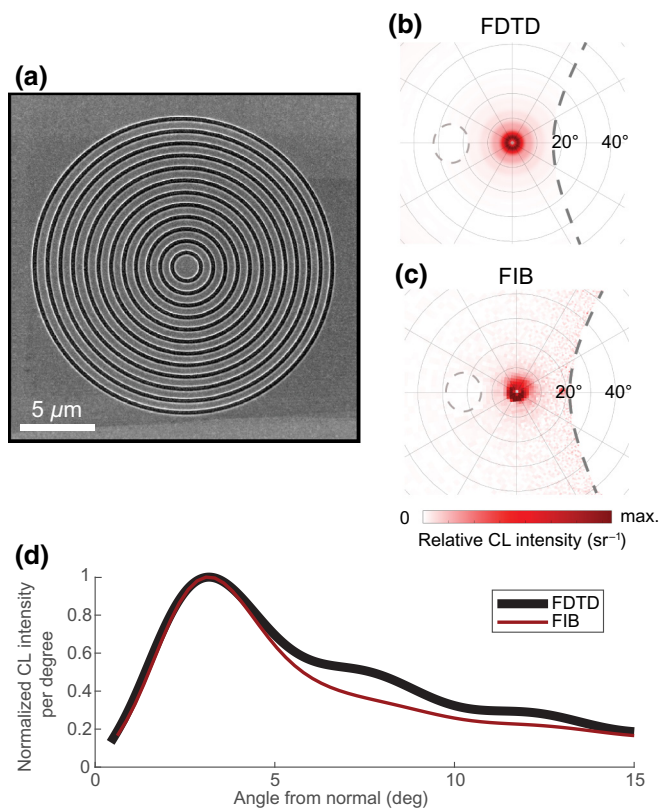 (a)
5 μm
(b)
FDTD
20° 40°
(c)
FIB
20° 40°
0 max.
Relative CL intensity (sr⁻¹)
(d)
Normalized CL intensity
per degree
1
0.8
0.6
0.4
0.2
FDTD
FIB
0 5 10 15
Angle from normal (deg)